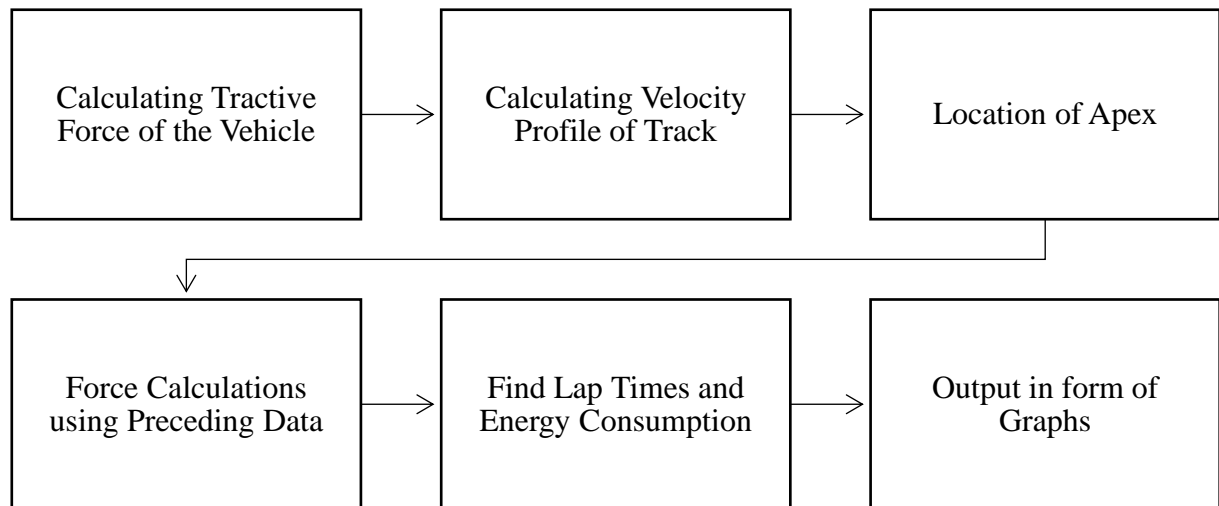 Calculating Tractive
Force of the Vehicle
Calculating Velocity
Profile of Track
Location of Apex
Force Calculations
using Preceding Data
Find Lap Times and
Energy Consumption
Output in form of
Graphs